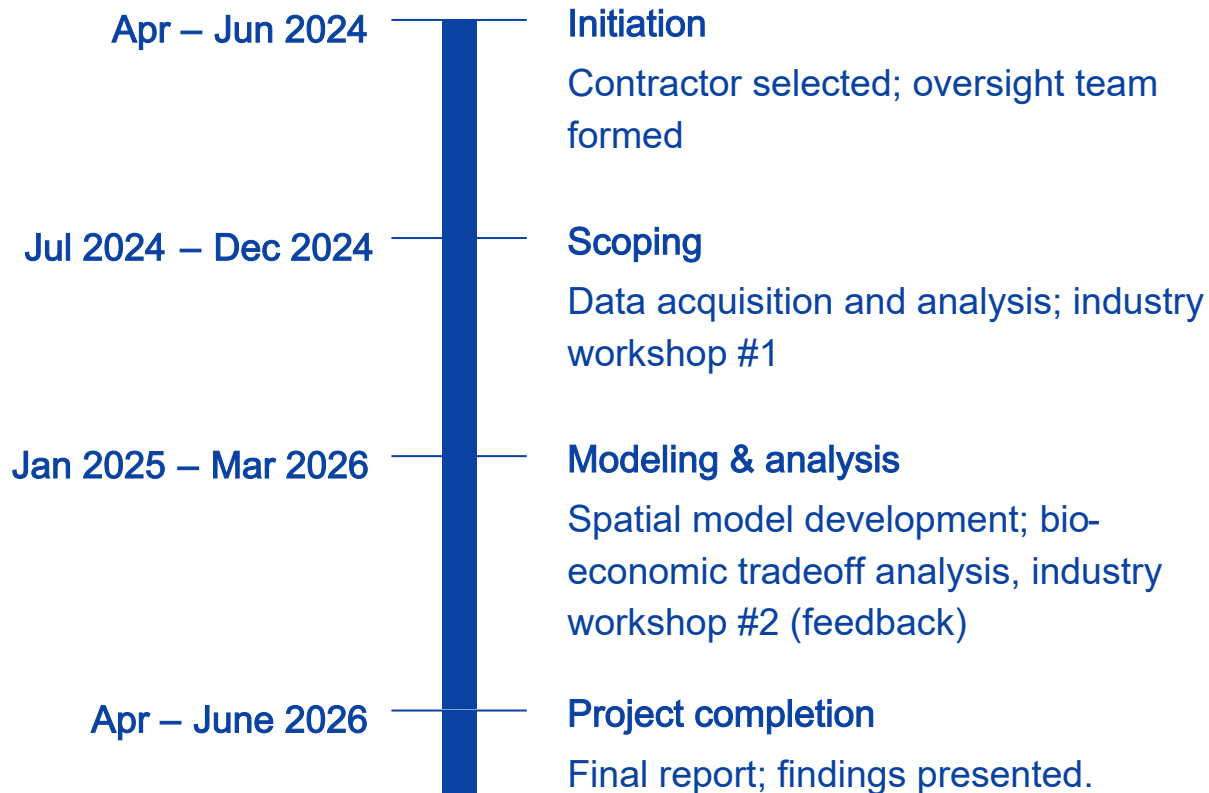 Apr – Jun 2024
Initiation
Contractor selected; oversight team
formed
Jul 2024 – Dec 2024
Scoping
Data acquisition and analysis; industry
workshop #1
Jan 2025 – Mar 2026
Modeling & analysis
Spatial model development; bio-
economic tradeoff analysis, industry
workshop #2 (feedback)
Apr – June 2026
Project completion
Final report; findings presented.